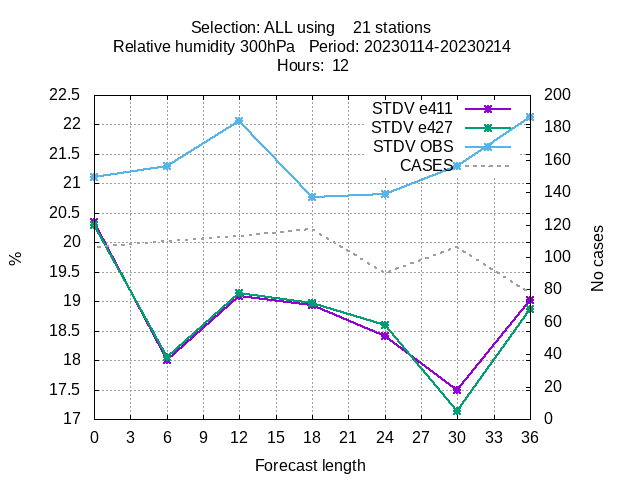 Selection: ALL using    21 stations
Relative humidity 300hPa   Period: 20230114-20230214
Hours:  12
STDV e411
STDV e427
STDV OBS
CASES
%
22.5
22
21.5
21
20.5
20
19.5
19
18.5
18
17.5
17
200
180
160
140
120
100
80
60
40
20
0
No cases
0 3 6 9 12 15 18 21 24 27 30 33 36
Forecast length